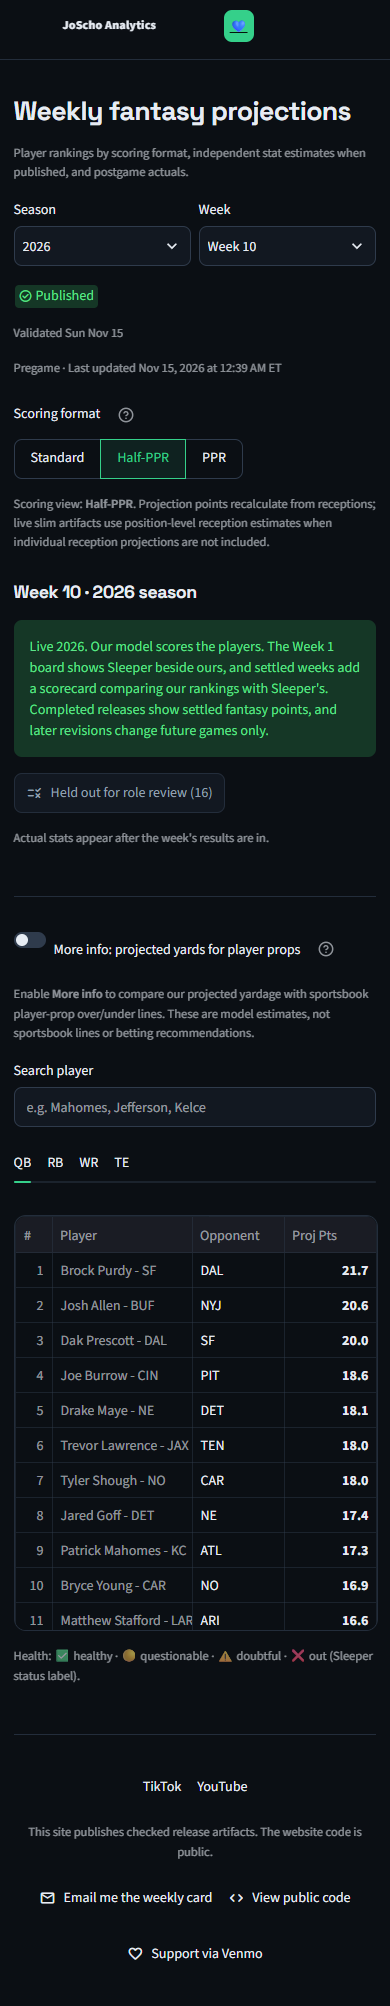 JoScho Analytics
Weekly fantasy projections
Player rankings by scoring format, independent stat estimates when
published, and postgame actuals.
Season Week
2026 Week 10
Published
Validated Sun Nov 15
Pregame · Last updated Nov 15, 2026 at 12:39 AM ET
Scoring format
Standard Half-PPR PPR
Scoring view: Half-PPR. Projection points recalculate from receptions;
live slim artifacts use position-level reception estimates when
individual reception projections are not included.
Week 10 · 2026 season
Live 2026. Our model scores the players. The Week 1
board shows Sleeper beside ours, and settled weeks add
a scorecard comparing our rankings with Sleeper's.
Completed releases show settled fantasy points, and
later revisions change future games only.
Held out for role review (16)
Actual stats appear after the week's results are in.
More info: projected yards for player props
Enable More info to compare our projected yardage with sportsbook
player-prop over/under lines. These are model estimates, not
sportsbook lines or betting recommendations.
Search player
e.g. Mahomes, Jefferson, Kelce
QB RB WR TE
# Player Opponent Proj Pts
1 Brock Purdy - SF DAL 21.7
2 Josh Allen - BUF NYJ 20.6
3 Dak Prescott - DAL SF 20.0
4 Joe Burrow - CIN PIT 18.6
5 Drake Maye - NE DET 18.1
6 Trevor Lawrence - JAX TEN 18.0
7 Tyler Shough - NO CAR 18.0
8 Jared Goff - DET NE 17.4
9 Patrick Mahomes - KC ATL 17.3
10 Bryce Young - CAR NO 16.9
11 Matthew Stafford - LAR ARI 16.6
Health: healthy · questionable · doubtful · out (Sleeper
status label).
TikTok YouTube
This site publishes checked release artifacts. The website code is
public.
Email me the weekly card View public code
Support via Venmo